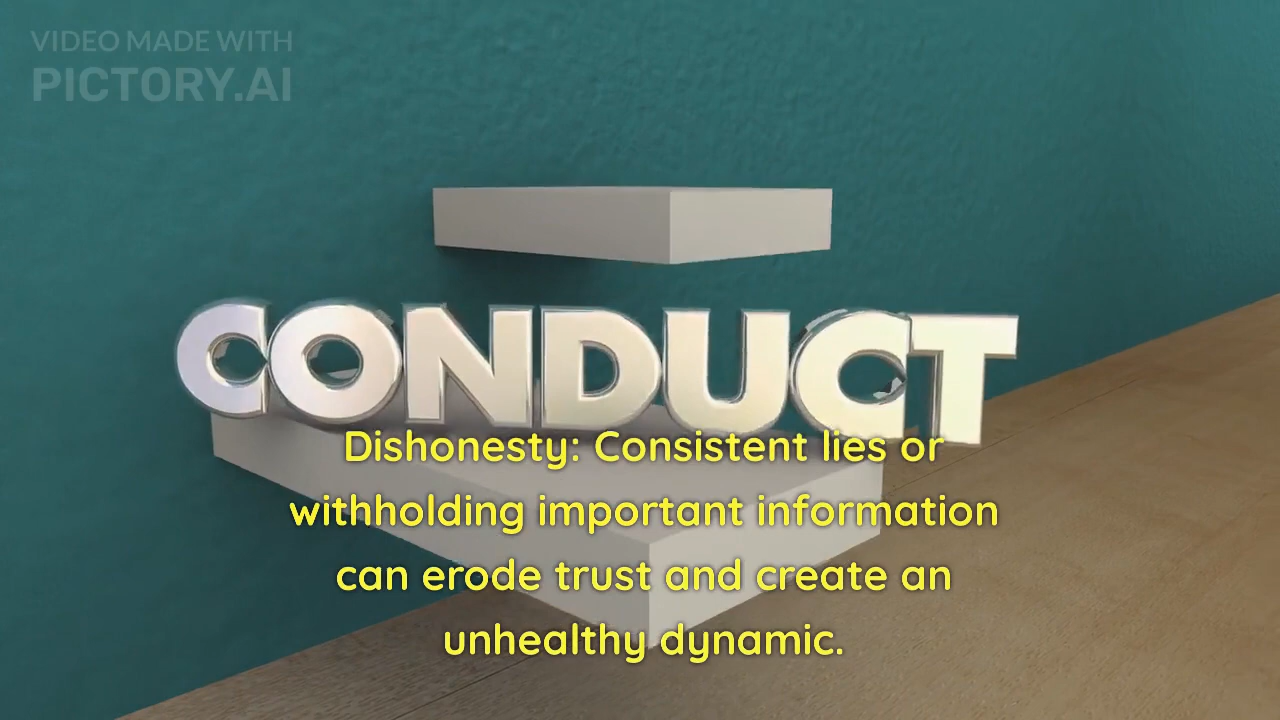 VIDEO MADE WITH
PICTORY.AI
CONDUCT
Dishonesty: Consistent lies or
withholding important information
can erode trust and create an
unhealthy dynamic.